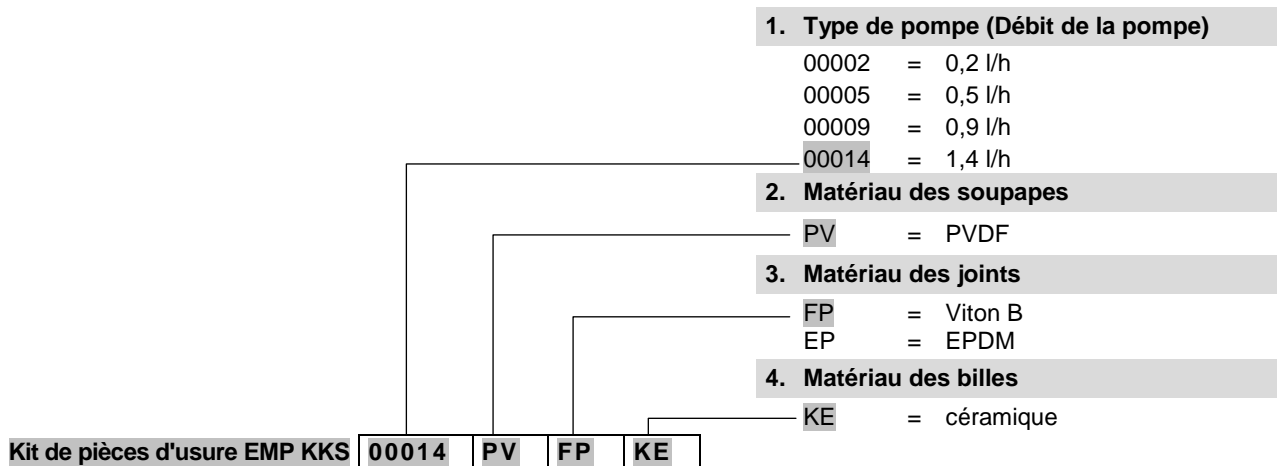 1. Type de pompe (Débit de la pompe)
00002 = 0,2 l/h
00005 = 0,5 l/h
00009 = 0,9 l/h
00014 = 1,4 l/h
2. Matériau des soupapes
PV = PVDF
3. Matériau des joints
FP = Viton B
EP = EPDM
4. Matériau des billes
KE = céramique
Kit de pièces d'usure EMP KKS 00014 PV FP KE